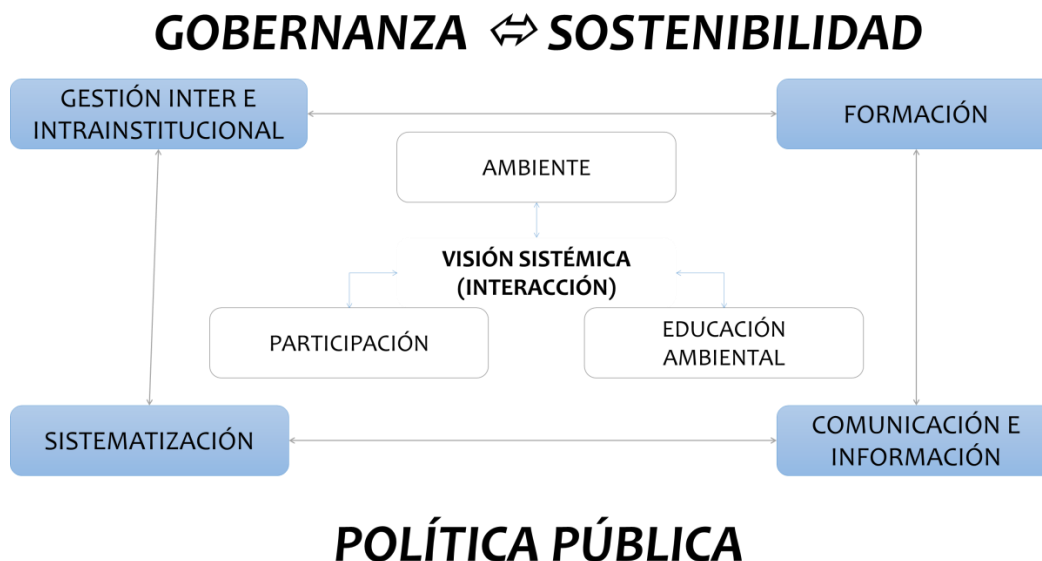 GOBERNANZA ⬄ SOSTENIBILIDAD
GESTIÓN INTER E
INTRAINSTITUCIONAL
FORMACIÓN
AMBIENTE
VISIÓN SISTÉMICA
(INTERACCIÓN)
PARTICIPACIÓN
EDUCACIÓN
AMBIENTAL
SISTEMATIZACIÓN
COMUNICACIÓN E
INFORMACIÓN
POLÍTICA PÚBLICA